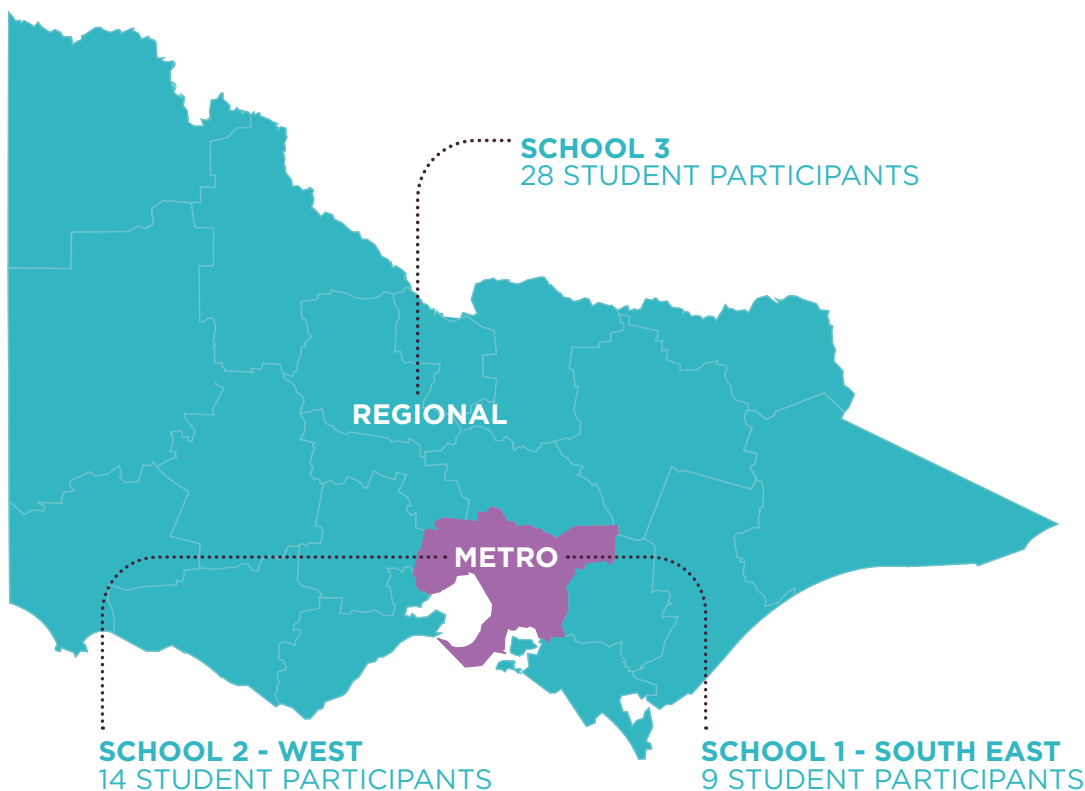 SCHOOL 3
28 STUDENT PARTICIPANTS
REGIONAL
METRO
SCHOOL 2 - WEST
14 STUDENT PARTICIPANTS
SCHOOL 1 - SOUTH EAST
9 STUDENT PARTICIPANTS